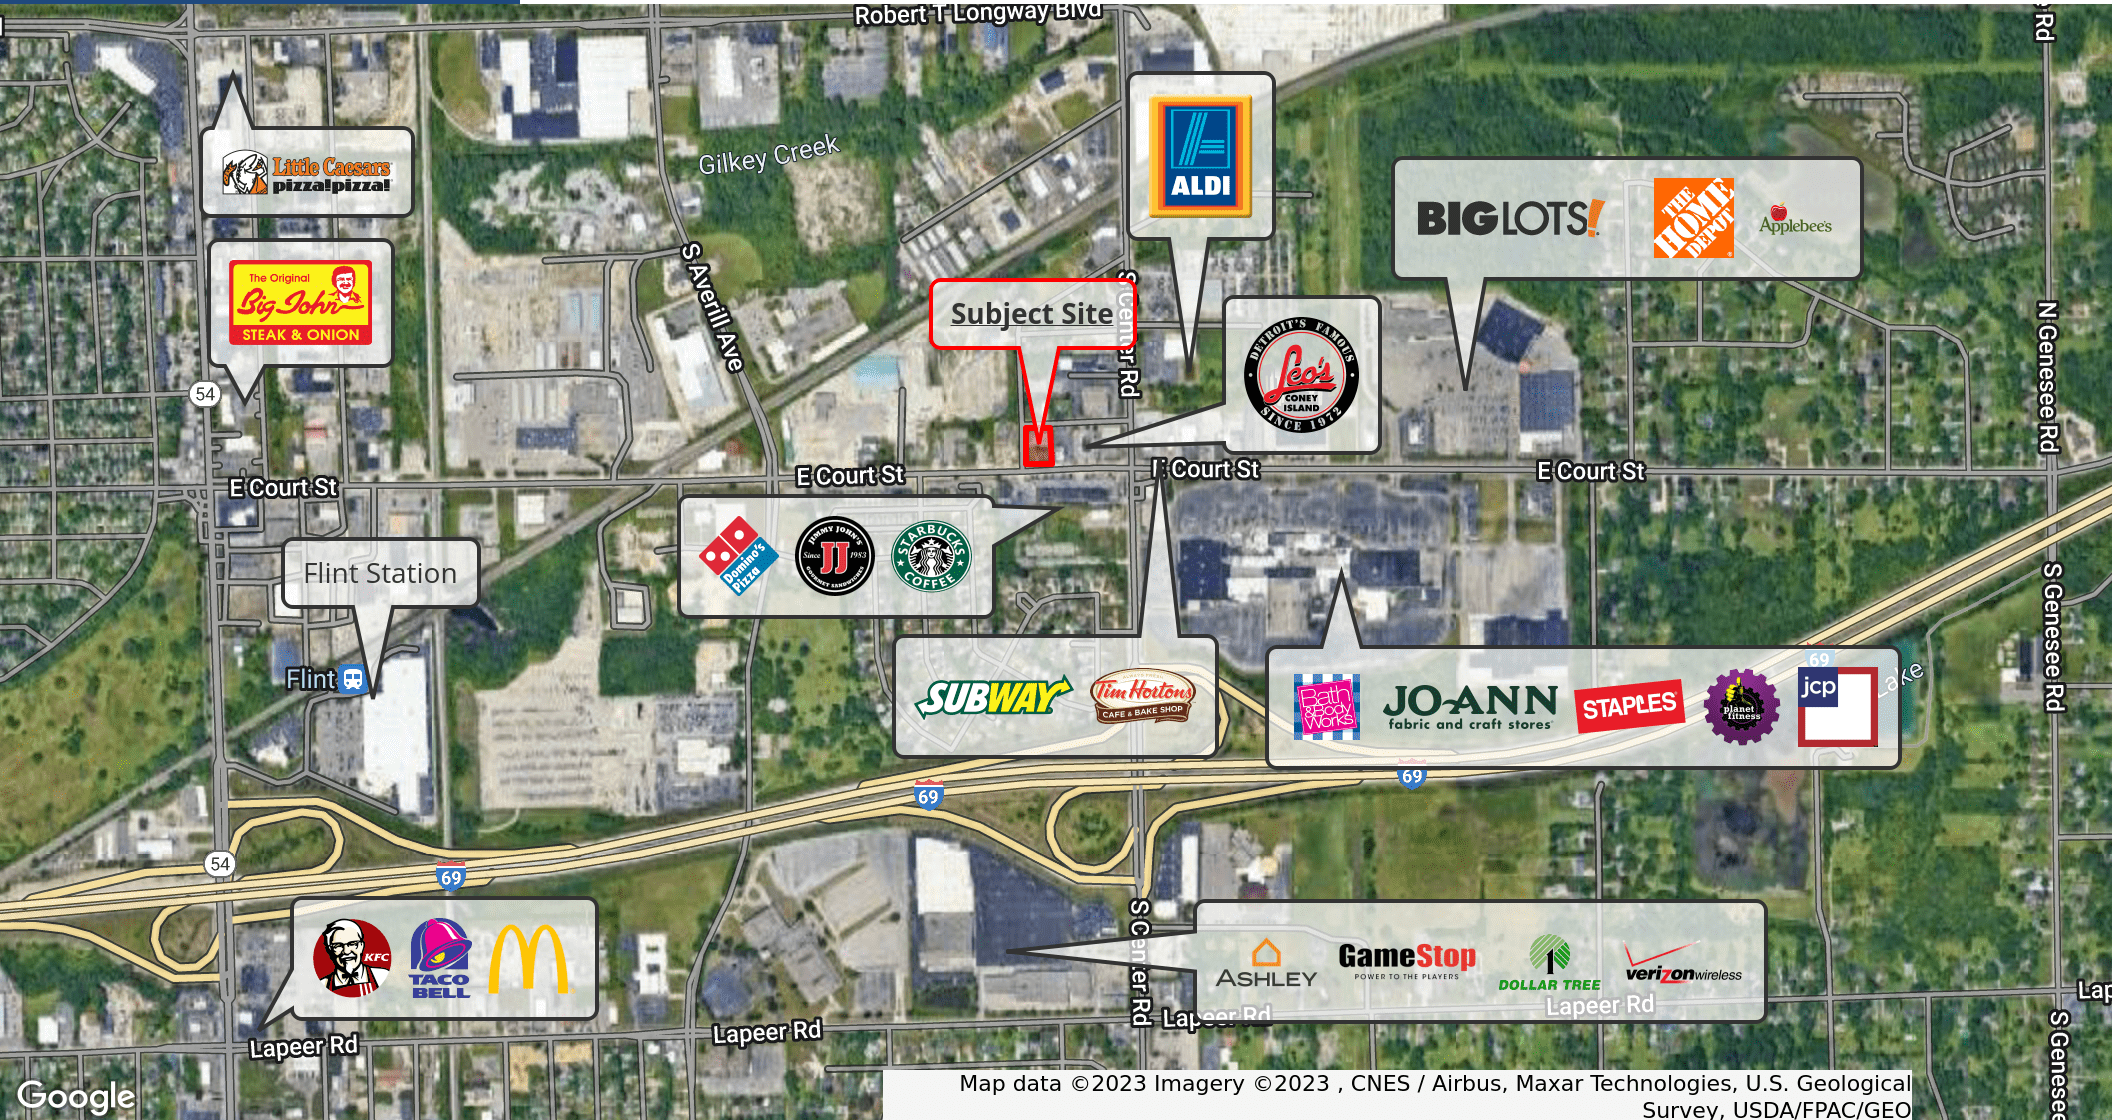 Robert T Longway Blvd
Rd
Little Caesars
pizza!pizza!
Gilkey Creek
ALDI
BIG LOTS!
THE HOME DEPOT
Applebee's
The Original
Big John
STEAK & ONION
S Averill Ave
Subject Site
S Center Rd
DETROIT'S FAMOUS
Leo's
CONEY
ISLAND
SINCE 1972
N Genesee Rd
54
E Court St
E Court St
E Court St
E Court St
Domino's
Pizza
JIMMY JOHN'S
Since JJ 1983
GOURMET SANDWICHES
STARBUCKS
COFFEE
Flint Station
Flint
S Genesee Rd
SUBWAY
Tim Hortons
CAFE & BAKE SHOP
Bath
& Body
Works
JO-ANN
fabric and craft stores
STAPLES
planet
fitness
jcp
69
Lake
69
69
54
69
KFC
TACO
BELL
S Center Rd
ASHLEY
GameStop
POWER TO THE PLAYERS
DOLLAR TREE
verizon wireless
Lapeer Rd
Lapeer Rd
Lapeer Rd
Lapeer Rd
Lap
S Genese
Google
Map data ©2023 Imagery ©2023 , CNES / Airbus, Maxar Technologies, U.S. Geological
Survey, USDA/FPAC/GEO